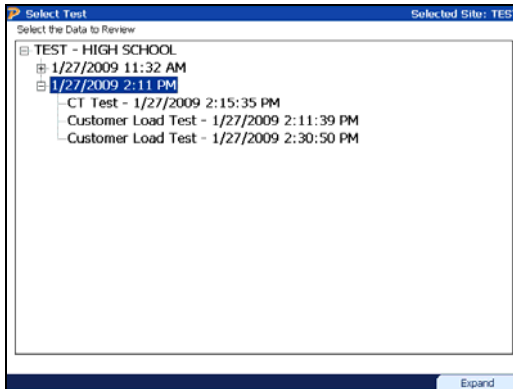 Select Test Selected Site: TES
Select the Data to Review
TEST - HIGH SCHOOL
1/27/2009 11:32 AM
1/27/2009 2:11 PM
CT Test - 1/27/2009 2:15:35 PM
Customer Load Test - 1/27/2009 2:11:39 PM
Customer Load Test - 1/27/2009 2:30:50 PM
Expand